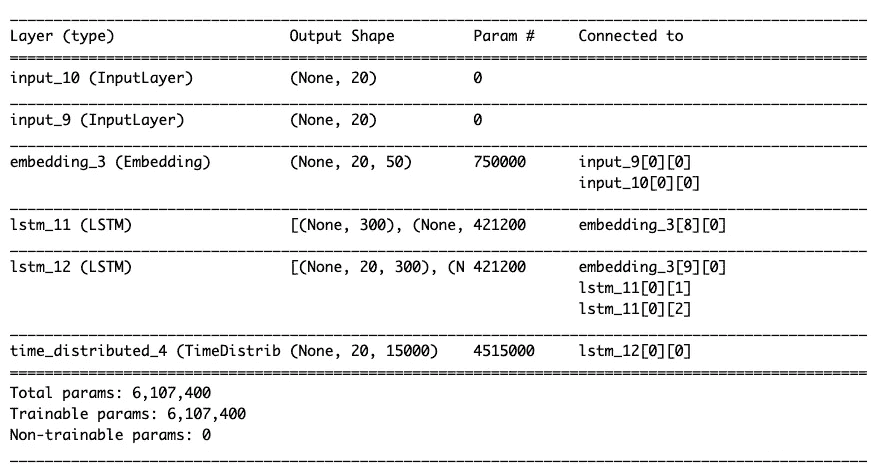 Layer (type) Output Shape Param # Connected to
input_10 (InputLayer) (None, 20) 0
input_9 (InputLayer) (None, 20) 0
embedding_3 (Embedding) (None, 20, 50) 750000 input_9[0][0]
input_10[0][0]
lstm_11 (LSTM) [(None, 300), (None, 421200 embedding_3[8][0]
lstm_12 (LSTM) [(None, 20, 300), (N 421200 embedding_3[9][0]
lstm_11[0][1]
lstm_11[0][2]
time_distributed_4 (TimeDistrib (None, 20, 15000) 4515000 lstm_12[0][0]
Total params: 6,107,400
Trainable params: 6,107,400
Non-trainable params: 0